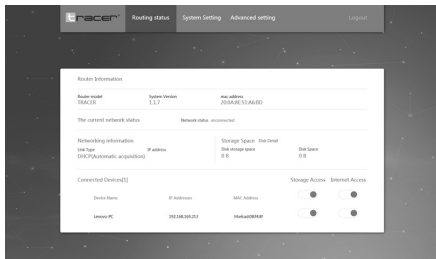 tracer Routing status System Setting Advanced setting Logout
Router Information
Router model System Version mac address
TRACER 1.1.7 20:0A:8E:51:A6:BD
The current network status Network status unconnected
Networking information Storage Space Disk Detail
Link Type IP address Disk storage space Disk Space
DHCP(Automatic acquisition) 0 B 0 B
Connected Devices[1] Storage Access Internet Access
Device Name IP Addresses MAC Address
Lenovo-PC 192.168.169.213